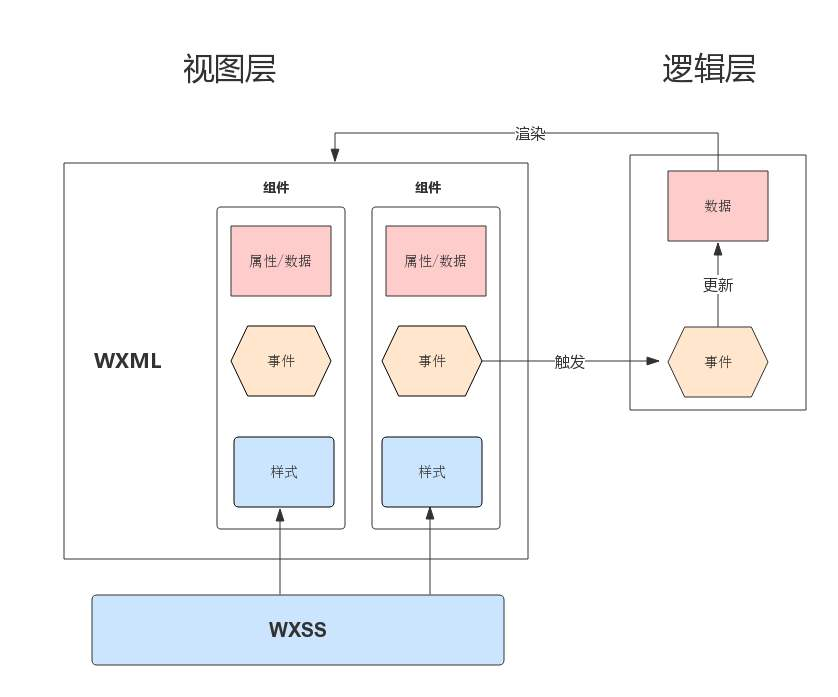 视图层
逻辑层
渲染
组件
组件
数据
属性/数据
属性/数据
更新
WXML
事件
事件
触发
事件
样式
样式
WXSS